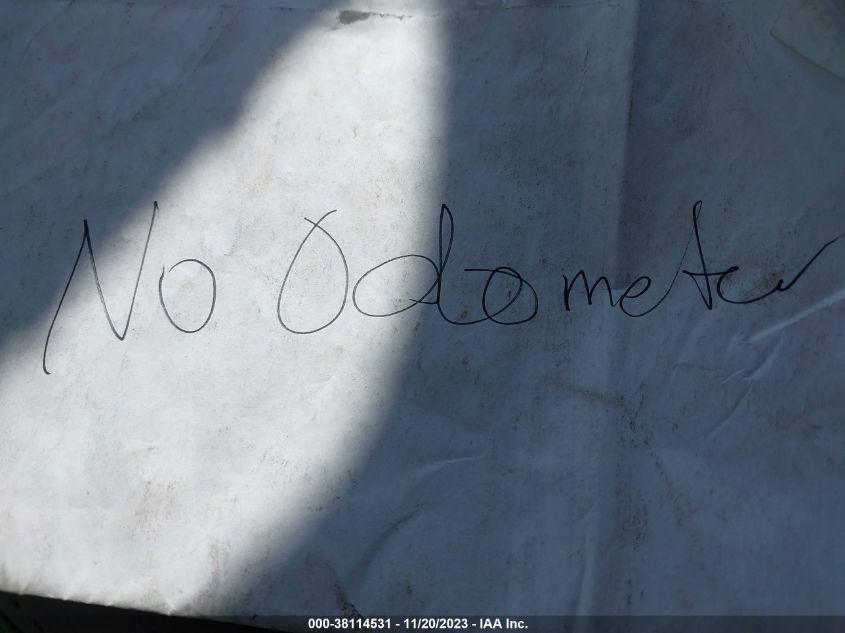 No Odometer
000-38114531 - 11/20/2023 - IAA Inc.